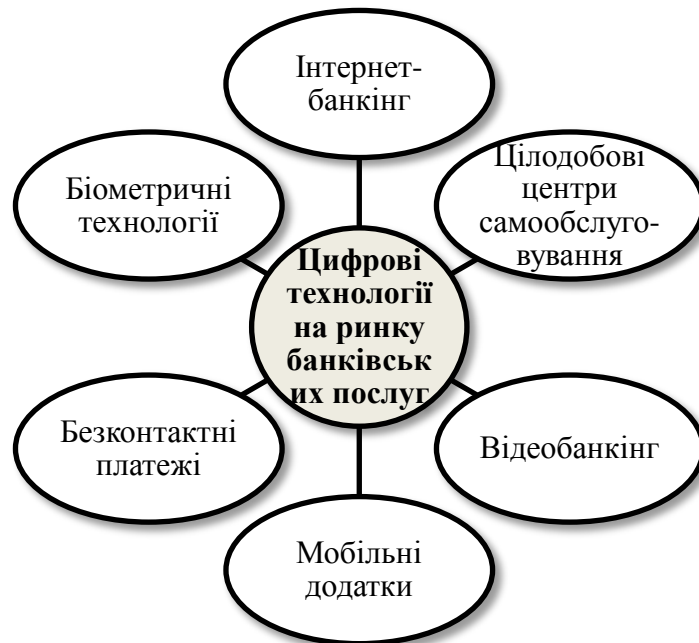 Інтернет-
банкінг
Біометричні
технології
Цілодобові
центри
самообслуго-
вування
Цифрові
технології
на ринку
банківськ
их послуг
Безконтактні
платежі
Відеобанкінг
Мобільні
додатки